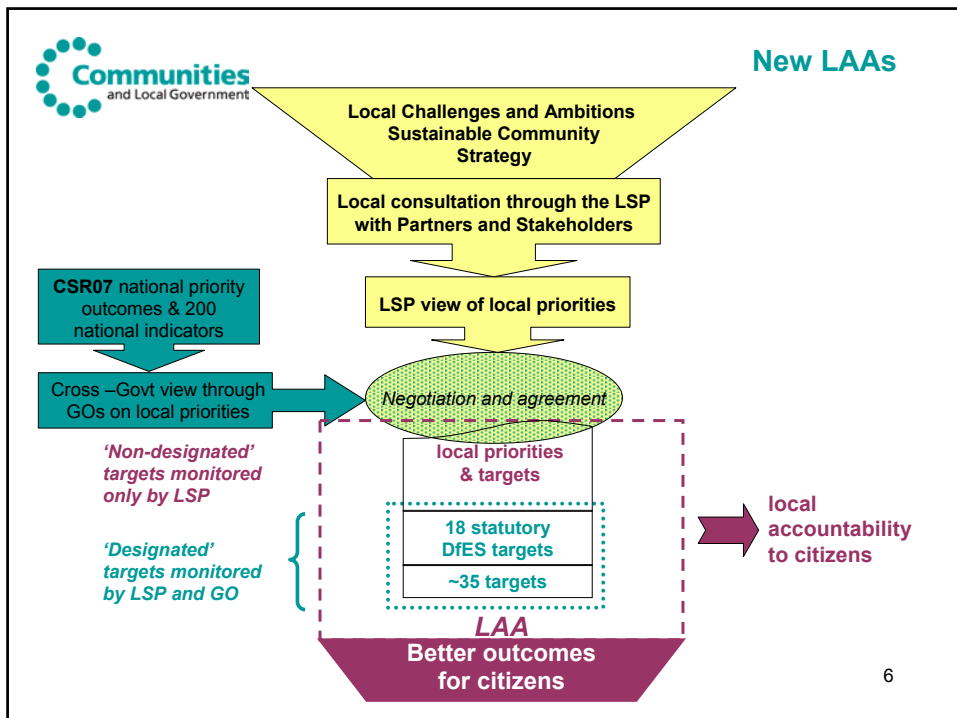 Communities
and Local Government
New LAAs
Local Challenges and Ambitions
Sustainable Community
Strategy
Local consultation through the LSP
with Partners and Stakeholders
CSR07 national priority
outcomes & 200
national indicators
LSP view of local priorities
Cross –Govt view through
GOs on local priorities
Negotiation and agreement
'Non-designated'
targets monitored
only by LSP
local priorities
& targets
'Designated'
targets monitored
by LSP and GO
18 statutory
DfES targets
~35 targets
local
accountability
to citizens
LAA
Better outcomes
for citizens
6